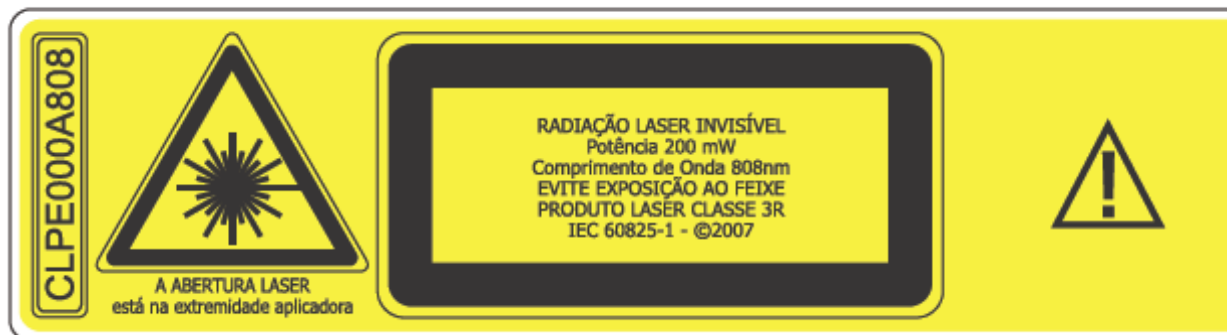 CLPE000A808
A ABERTURA LASER
está na extremidade aplicadora
RADIAÇÃO LASER INVISÍVEL
Potência 200 mW
Comprimento de Onda 808nm
EVITE EXPOSIÇÃO AO FEIXE
PRODUTO LASER CLASSE 3R
IEC 60825-1 - ©2007